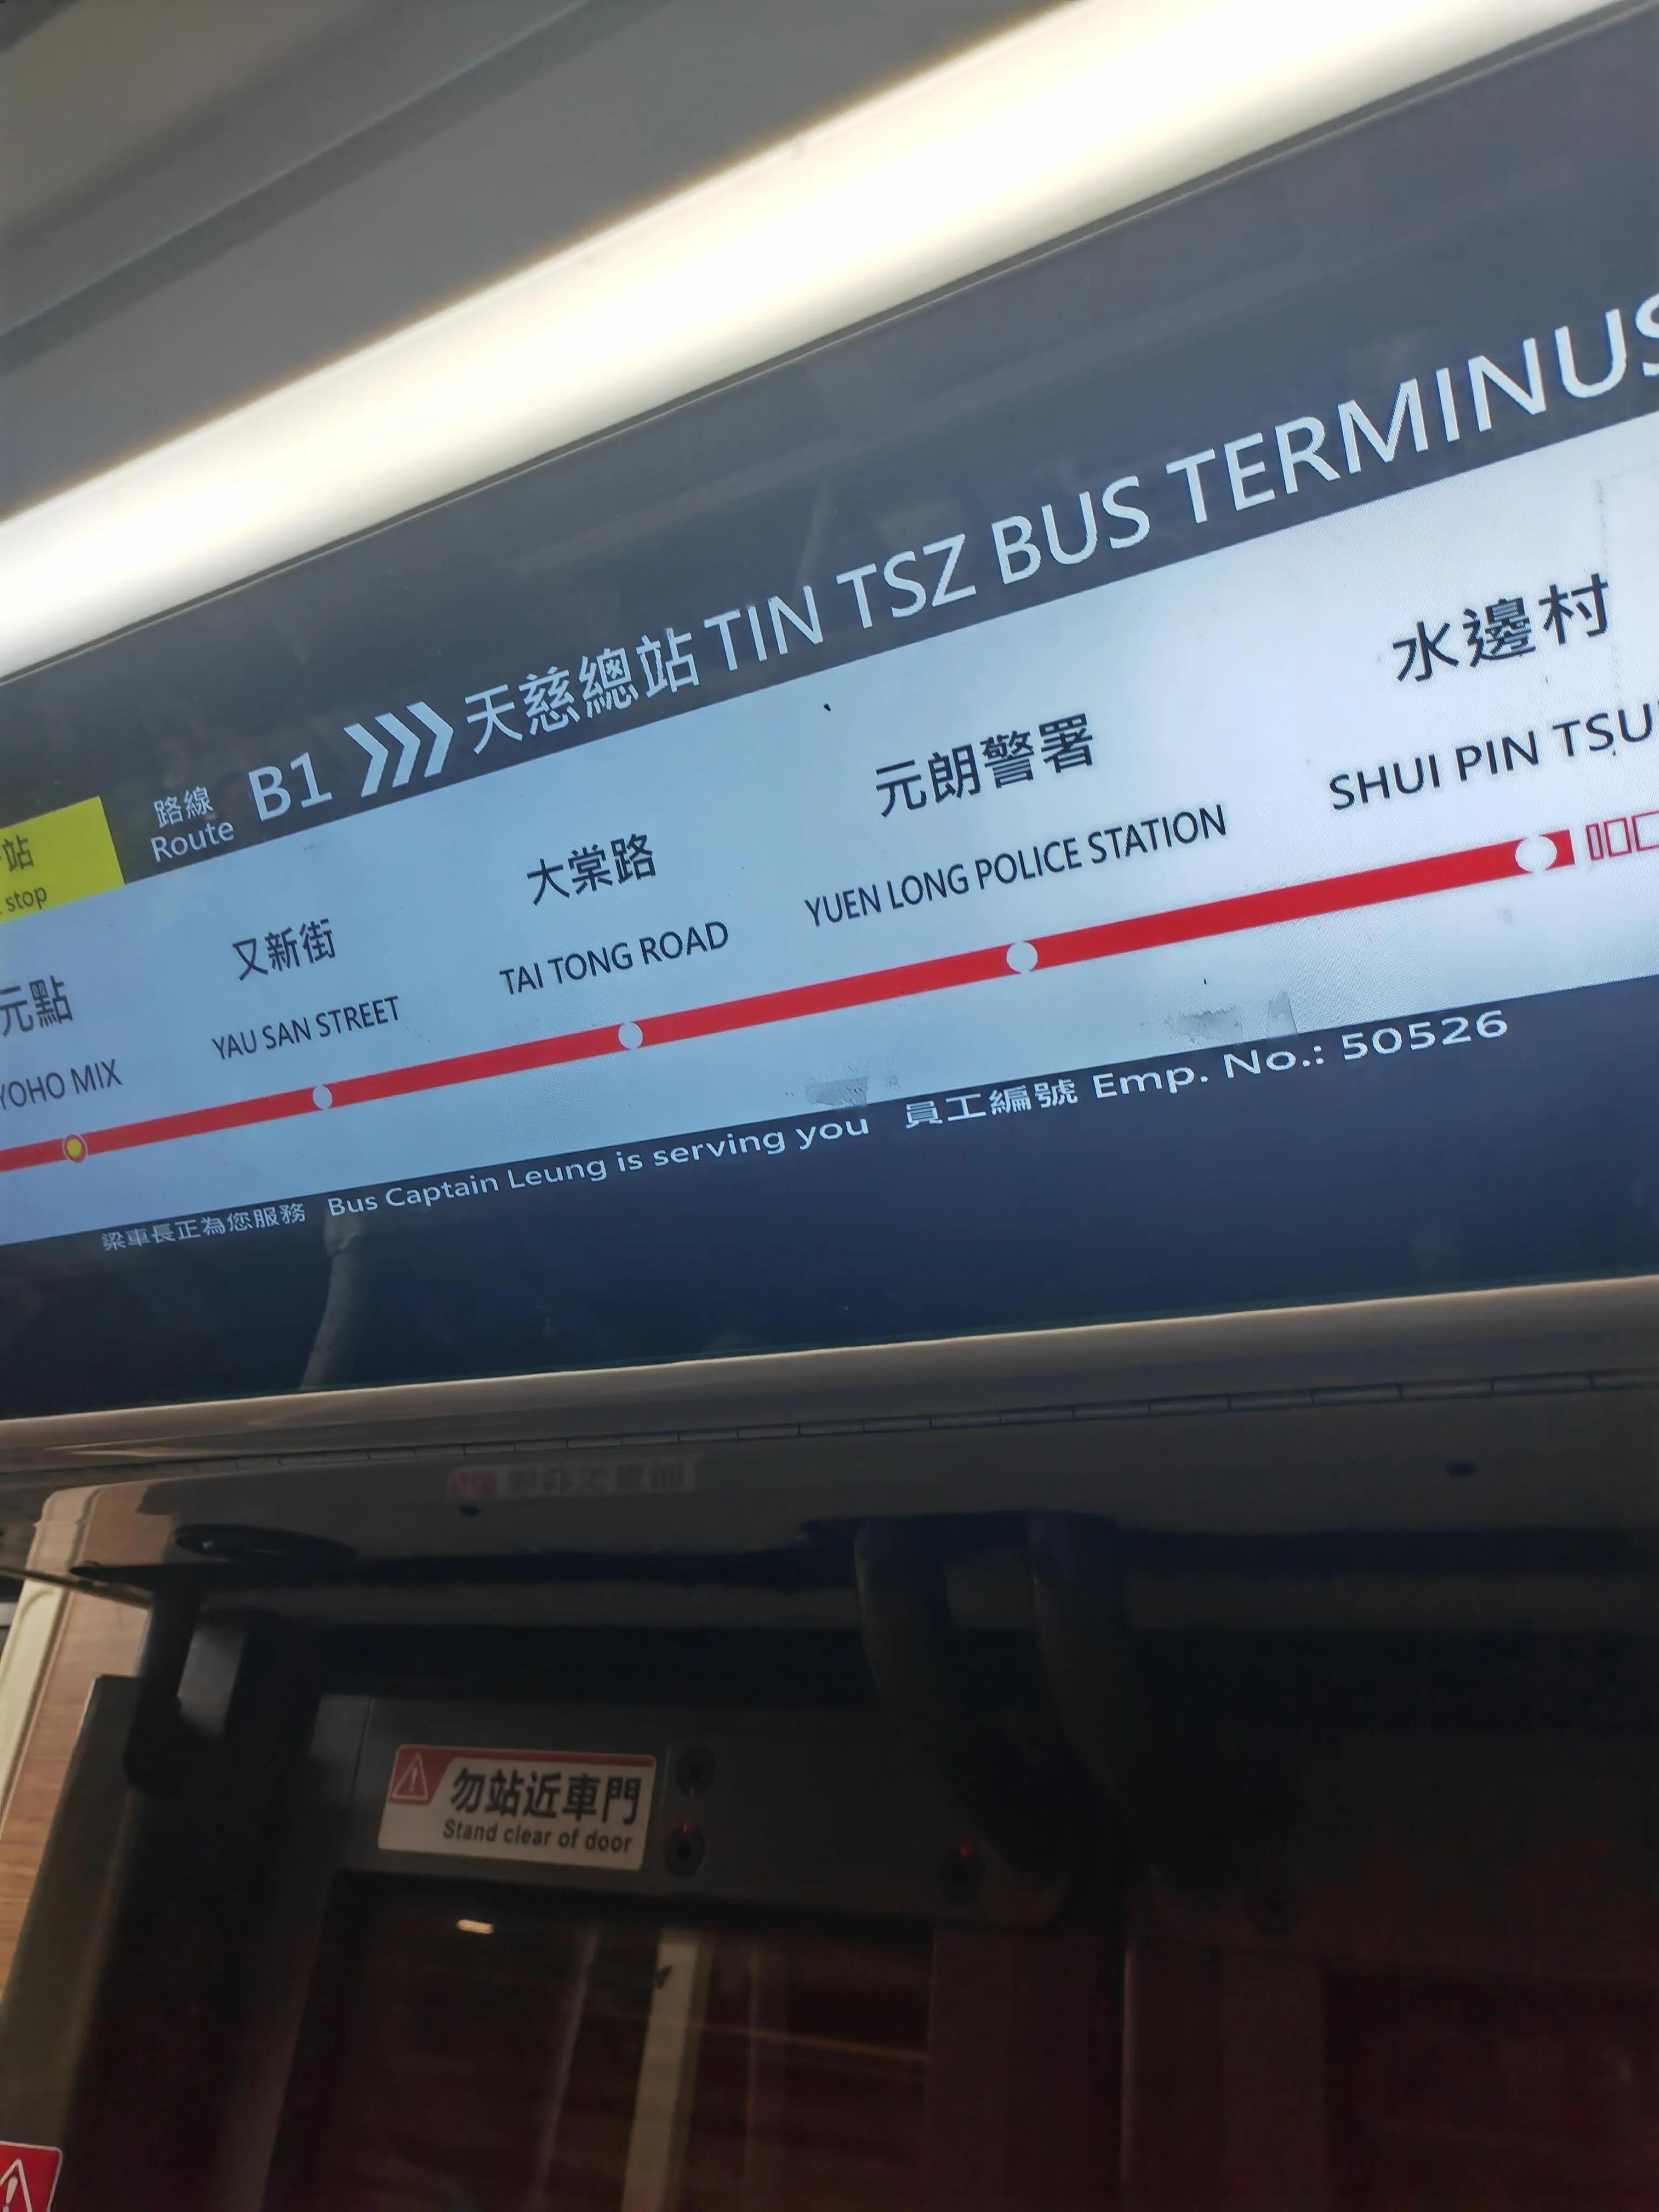 站
stop
路線
Route
B1
天慈總站 TIN TSZ BUS TERMINUS
元點
YOHO MIX
又新街
YAU SAN STREET
大棠路
TAI TONG ROAD
元朗警署
YUEN LONG POLICE STATION
水邊村
SHUI PIN TSU
梁車長正為您服務 Bus Captain Leung is serving you 員工編號 Emp. No.: 50526
勿站近車門
Stand clear of door